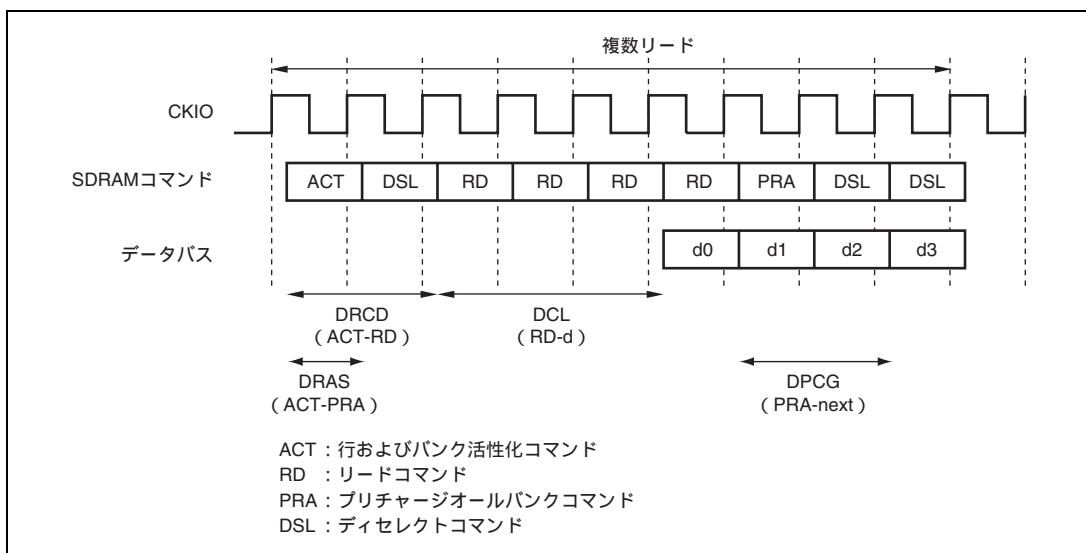 複数リード
CKIO
SDRAMコマンド ACT DSL RD RD RD RD PRA DSL DSL
データバス d0 d1 d2 d3
DRCD DCL
(ACT-RD) (RD-d)
DRAS DPCG
(ACT-PRA) (PRA-next)
ACT:行およびバンク活性化コマンド
RD :リードコマンド
PRA:プリチャージオールバンクコマンド
DSL:ディセレクトコマンド